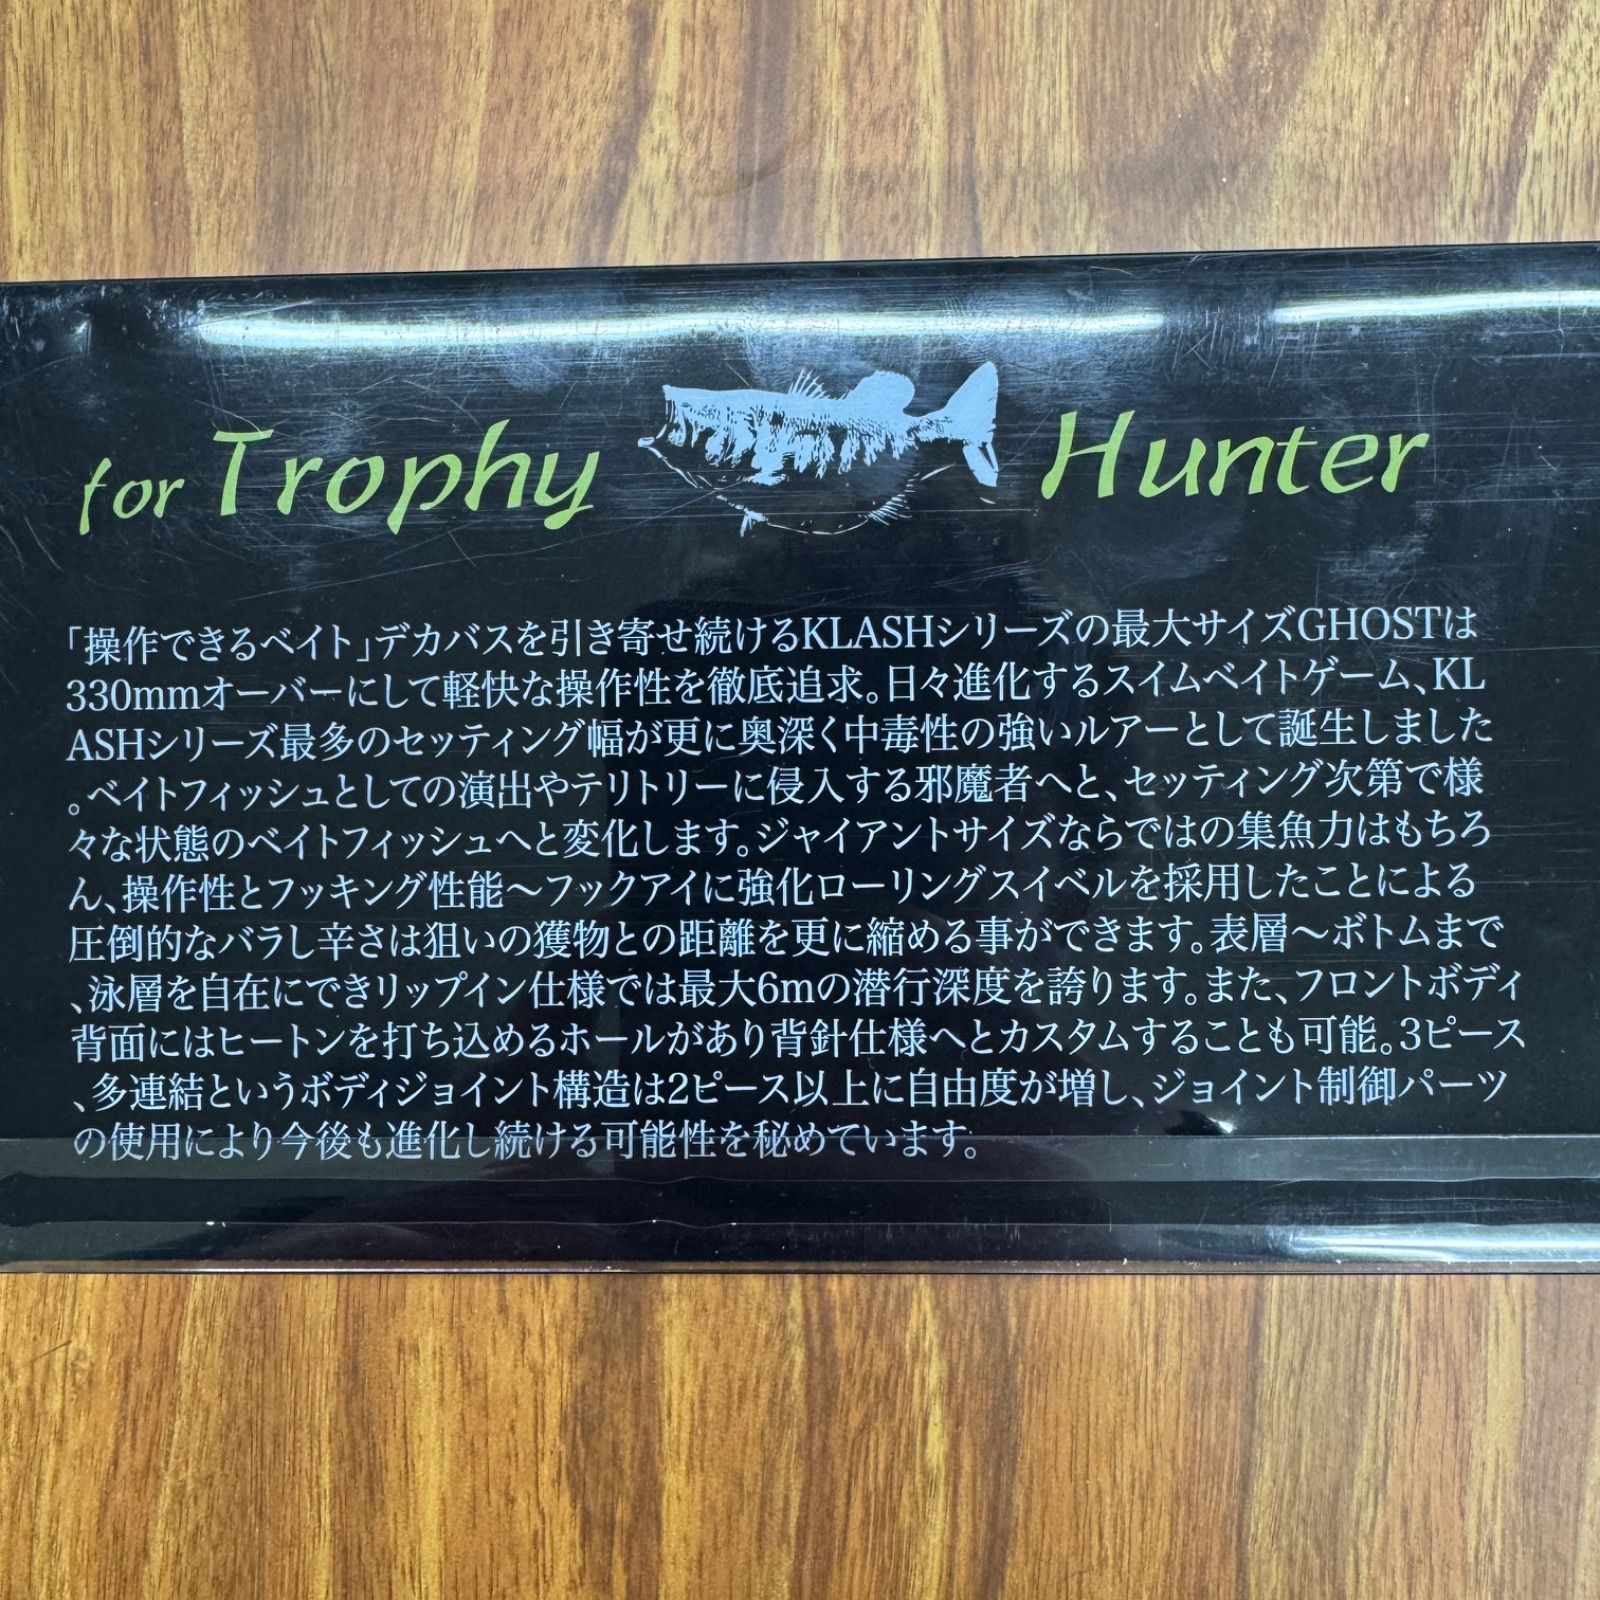 for Trophy Hunter
「操作できるベイト」デカバスを引き寄せ続けるKLASHシリーズの最大サイズGHOSTは
330mmオーバーにして軽快な操作性を徹底追求。日々進化するスイムベイトゲーム、KL
ASHシリーズ最多のセッティング幅が更に奥深く中毒性の強いルアーとして誕生しました
。ベイトフィッシュとしての演出やテリトリーに侵入する邪魔者へと、セッティング次第で様
々な状態のベイトフィッシュへと変化します。ジャイアントサイズならではの集魚力はもちろ
ん、操作性とフッキング性能～フックアイに強化ローリングスイベルを採用したことによる
圧倒的なバラし辛さは狙いの獲物との距離を更に縮める事ができます。表層～ボトムまで
、泳層を自在にできリップイン仕様では最大6mの潜行深度を誇ります。また、フロントボディ
背面にはヒートンを打ち込めるホールがあり背針仕様へとカスタムすることも可能。3ピース
、多連結というボディジョイント構造は2ピース以上に自由度が増し、ジョイント制御パーツ
の使用により今後も進化し続ける可能性を秘めています。